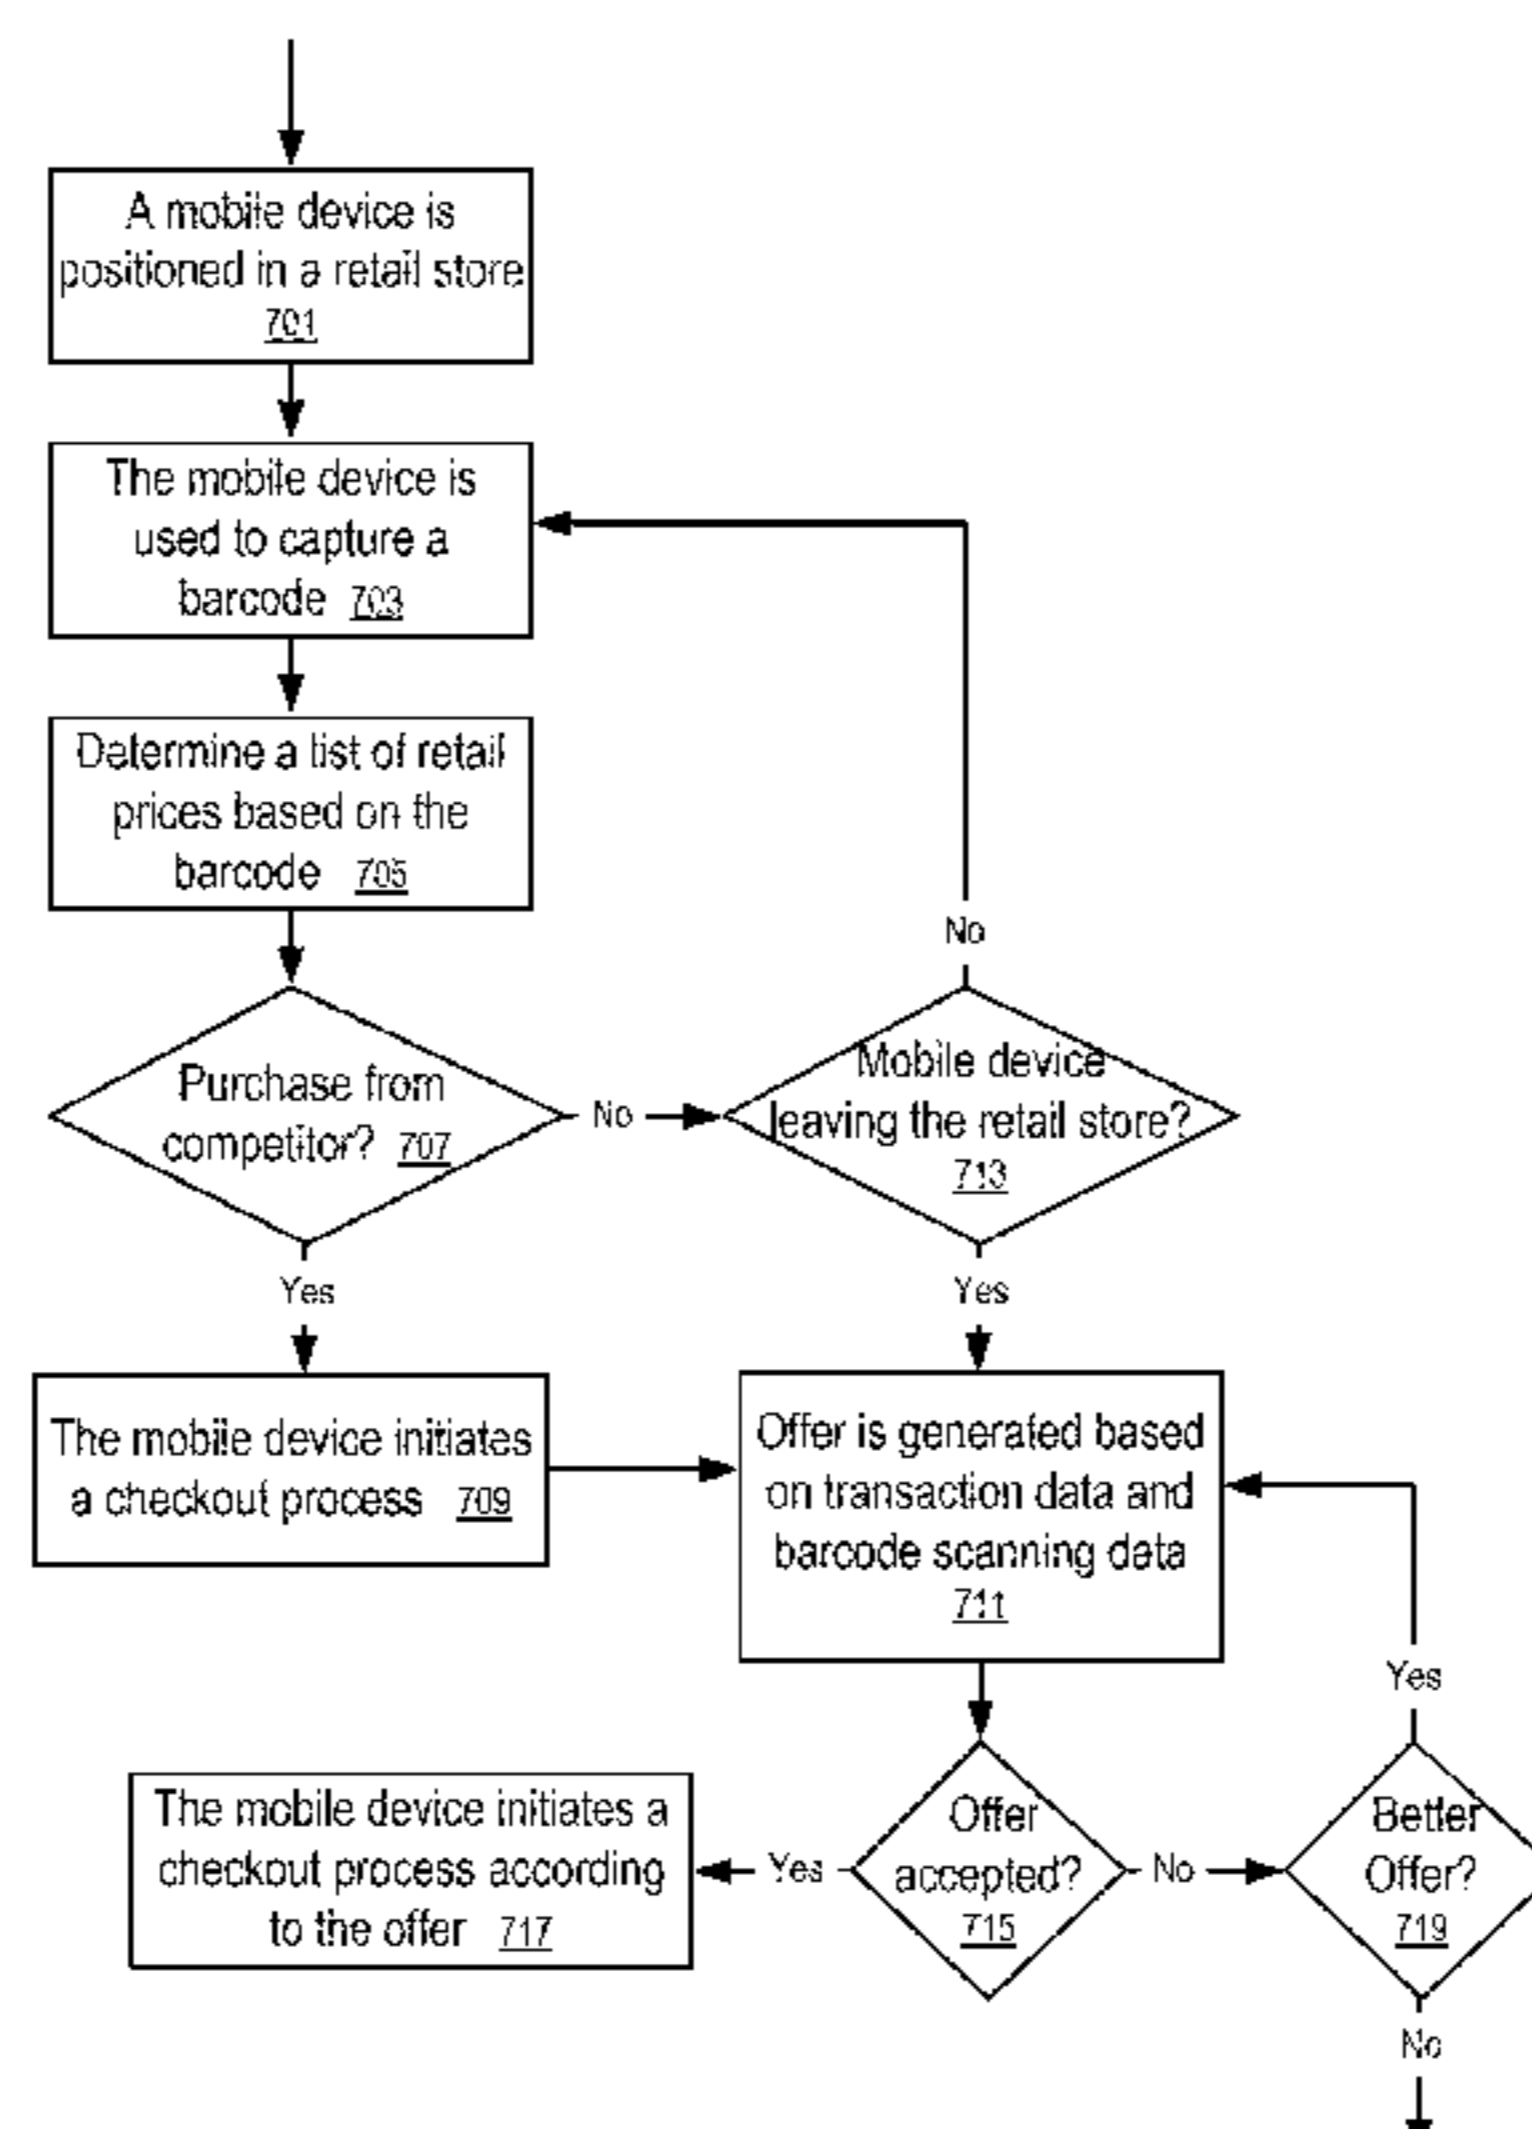 A mobile device is
positioned in a retail store
701
The mobile device is
used to capture a
barcode 703
Determine a list of retail
prices based on the
barcode 705
No
Purchase from
competitor? 707
No
Mobile device
leaving the retail store?
713
Yes
Yes
The mobile device initiates
a checkout process 709
Offer is generated based
on transaction data and
barcode scanning data
711
Yes
The mobile device initiates a
checkout process according
to the offer 717
Yes
Offer
accepted?
715
No
Better
Offer?
719
No